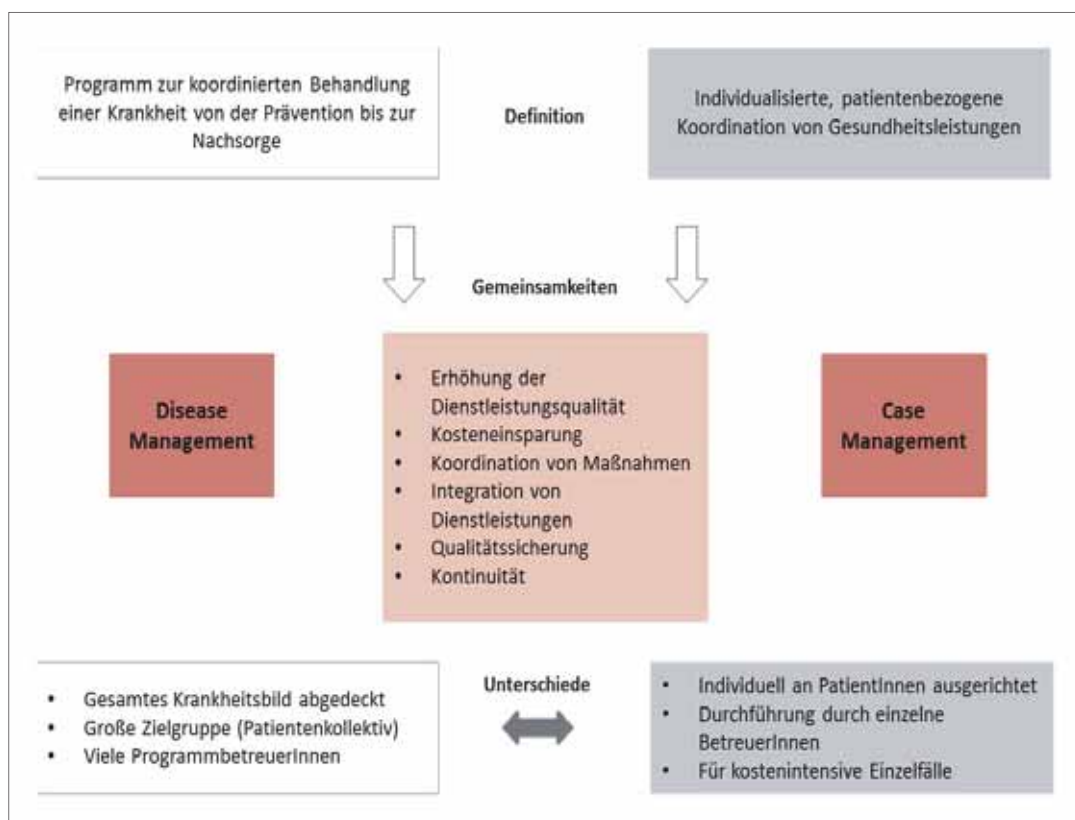 Programm zur koordinierten Behandlung
einer Krankheit von der Prävention bis zur
Nachsorge
Definition
Individualisierte, patientenbezogene
Koordination von Gesundheitsleistungen
Gemeinsamkeiten
Disease
Management
• Erhöhung der
Dienstleistungsqualität
• Kosteneinsparung
• Koordination von Maßnahmen
• Integration von
Dienstleistungen
• Qualitätssicherung
• Kontinuität
Case
Management
• Gesamtes Krankheitsbild abgedeckt
• Große Zielgruppe (Patientenkollektiv)
• Viele ProgrammbetreuerInnen
Unterschiede
• Individuell an PatientInnen ausgerichtet
• Durchführung durch einzelne
BetreuerInnen
• Für kostenintensive Einzelfälle